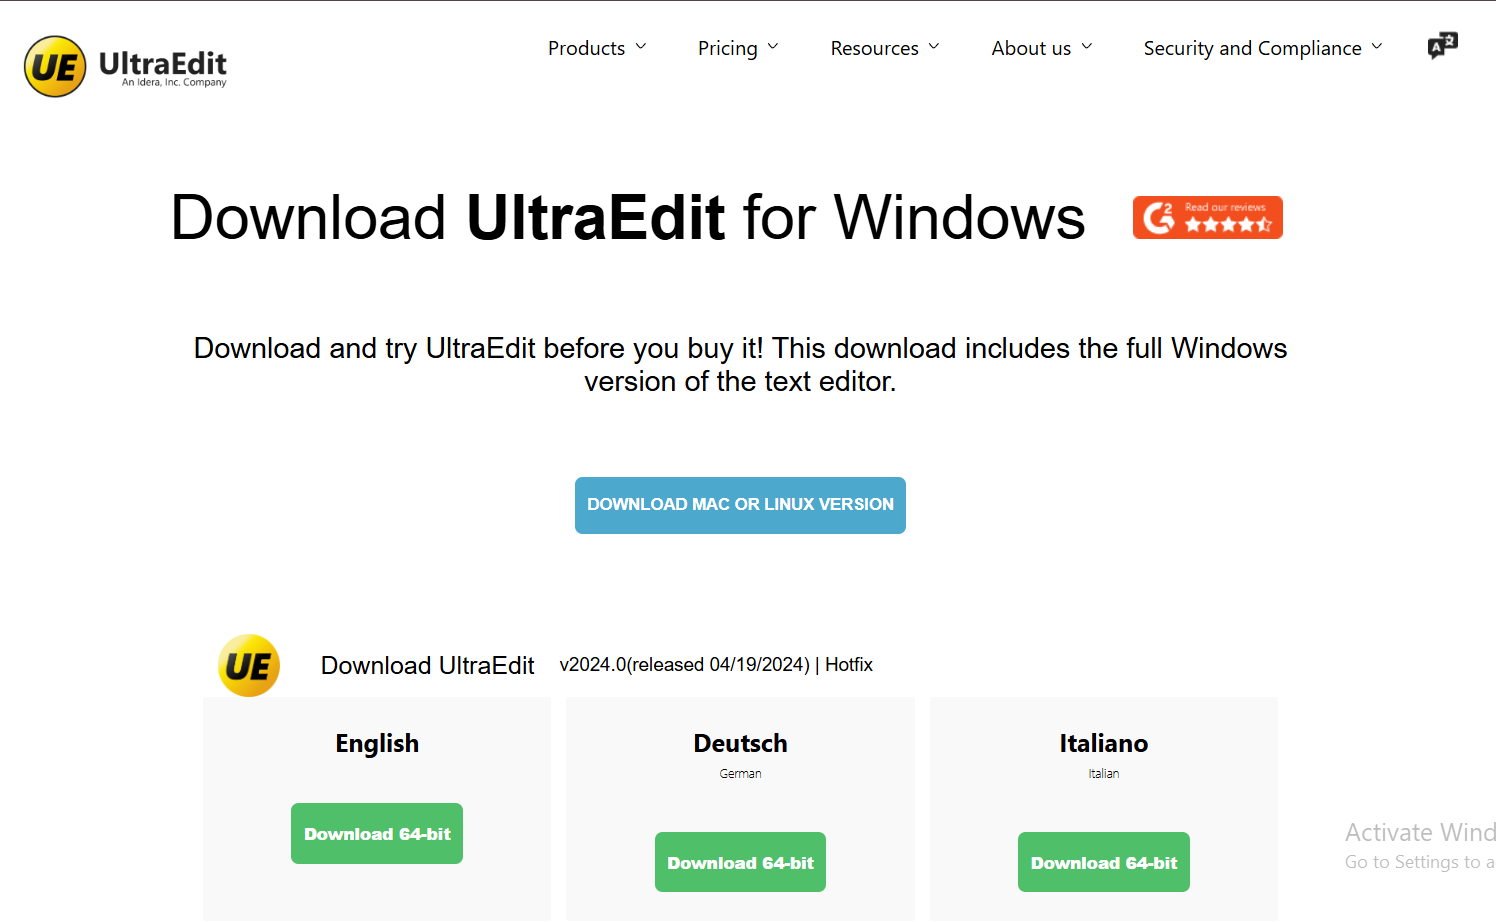 UE UltraEdit
An Idera, Inc. Company
Products Pricing Resources About us Security and Compliance
Download UltraEdit for Windows
G2 Read our reviews
Download and try UltraEdit before you buy it! This download includes the full Windows
version of the text editor.
DOWNLOAD MAC OR LINUX VERSION
UE Download UltraEdit v2024.0(released 04/19/2024) | Hotfix
English Deutsch Italiano
German Italian
Download 64-bit
Download 64-bit Download 64-bit
Activate Wind
Go to Settings to a